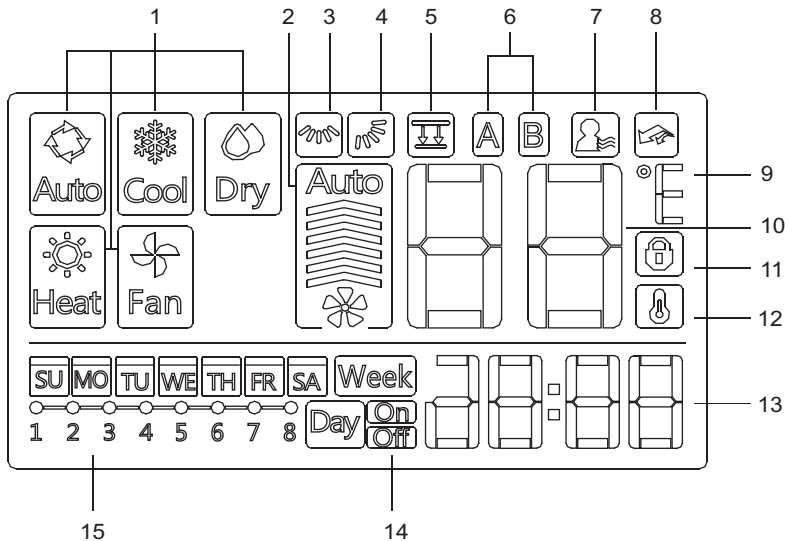 1 2 3 4 5 6 7 8
Auto Cool Dry
A B
Auto
9
10
Heat Fan
11
12
SU MO TU WE TH FR SA Week
Day On
Off
13
1 2 3 4 5 6 7 8
15 14